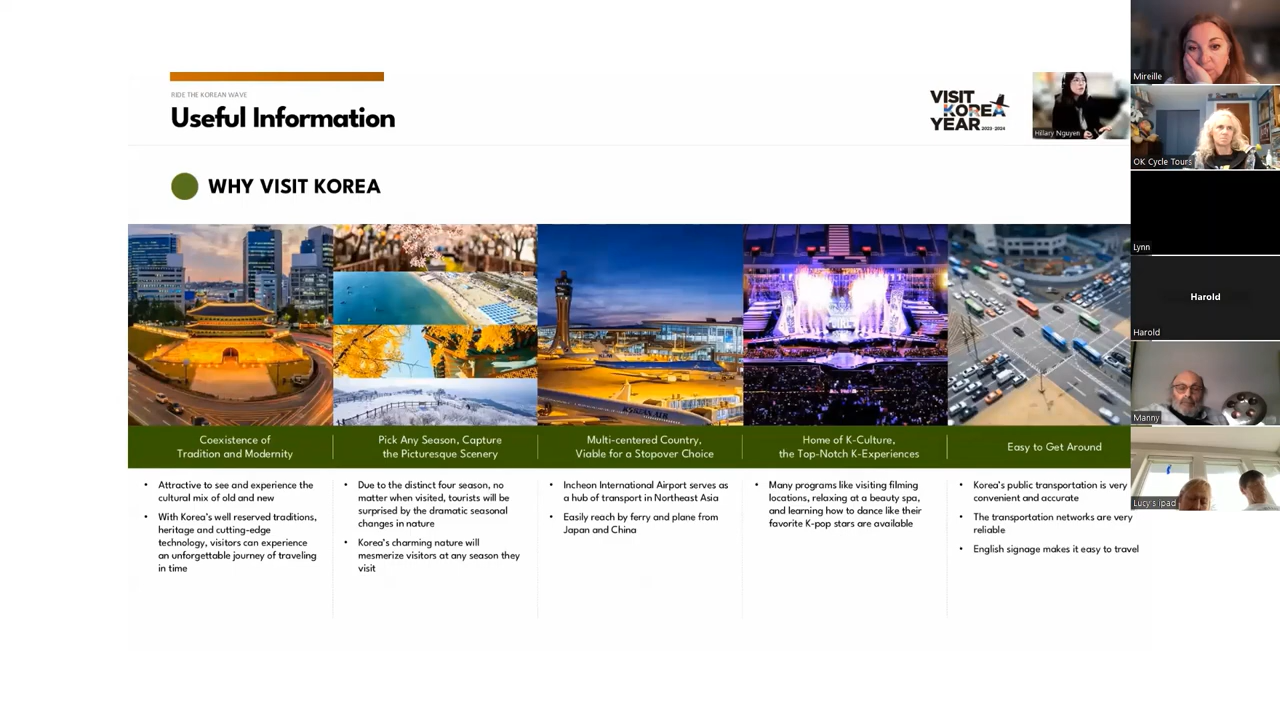 RIDE THE KOREAN WAVE
Useful Information
VISIT
KOREA
YEAR 2023-2024
Hillary Nguyen
WHY VISIT KOREA
KOREAN AIR
Coexistence of
Tradition and Modernity
Attractive to see and experience the
cultural mix of old and new
With Korea's well reserved traditions,
heritage and cutting-edge
technology, visitors can experience
an unforgettable journey of traveling
in time
Pick Any Season, Capture
the Picturesque Scenery
Due to the distinct four season, no
matter when visited, tourists will be
surprised by the dramatic seasonal
changes in nature
Korea's charming nature will
mesmerize visitors at any season they
visit
Multi-centered Country,
Viable for a Stopover Choice
Incheon International Airport serves as
a hub of transport in Northeast Asia
Easily reach by ferry and plane from
Japan and China
Home of K-Culture,
the Top-Notch K-Experiences
Many programs like visiting filming
locations, relaxing at a beauty spa,
and learning how to dance like their
favorite K-pop stars are available
Easy to Get Around
Korea's public transportation is very
convenient and accurate
The transportation networks are very
reliable
English signage makes it easy to travel
Mireille
OK Cycle Tours
Lynn
Harold
Harold
Manny
Lucy's ipad